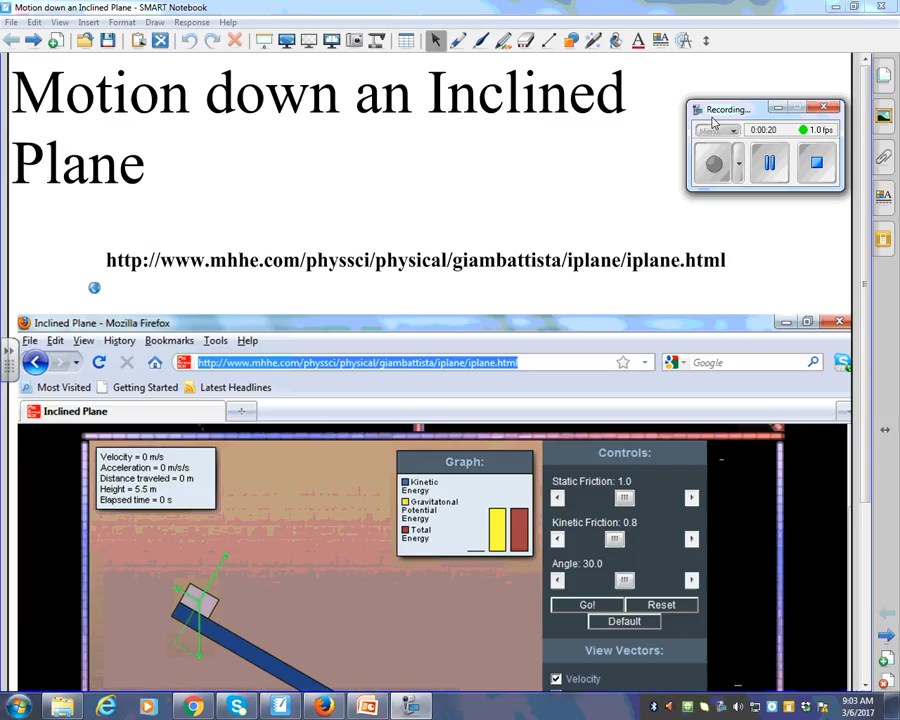 Motion down an Inclined Plane - SMART Notebook
File Edit View Insert Format Draw Response Help
Motion down an Inclined
Plane
Recording...
Menu
0:00:20
1.0 fps
http://www.mhhe.com/physsci/physical/giambattista/iplane/iplane.html
Inclined Plane - Mozilla Firefox
File Edit View History Bookmarks Tools Help
http://www.mhhe.com/physsci/physical/giambattista/iplane/iplane.html
Google
Most Visited Getting Started Latest Headlines
Inclined Plane
Velocity = 0 m/s
Acceleration = 0 m/s/s
Distance traveled = 0 m
Height = 5.5 m
Elapsed time = 0 s
Graph:
Kinetic
Energy
Gravitatonal
Potential
Energy
Total
Energy
Controls:
Static Friction: 1.0
Kinetic Friction: 0.8
Angle: 30.0
Go! Reset
Default
View Vectors:
Velocity
9:03 AM
3/6/2017